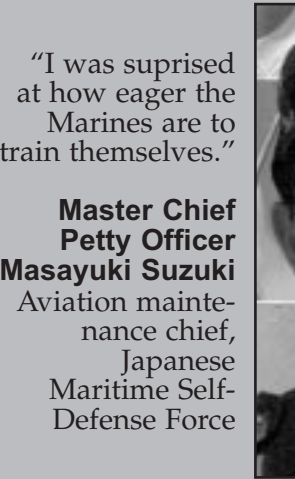 “I was suprised
at how eager the
Marines are to
train themselves.”
Master Chief
Petty Officer
Masayuki Suzuki
Aviation mainte-
nance chief,
Japanese
Maritime Self-
Defense Force